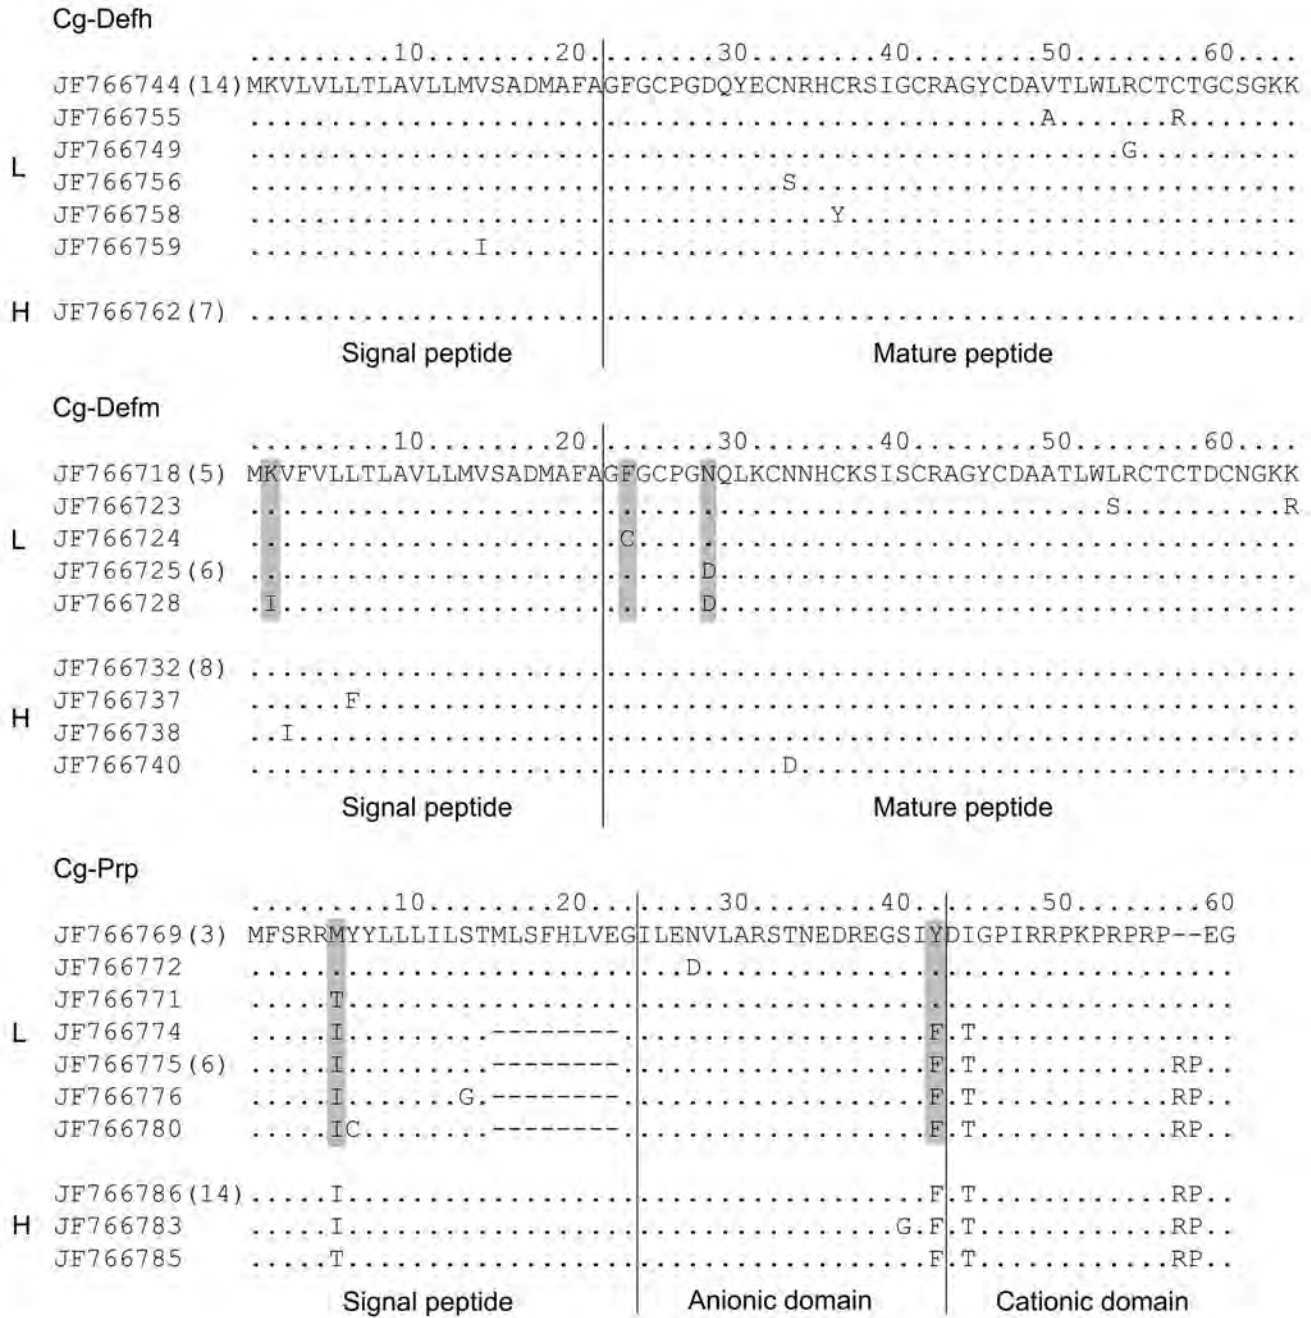 Cg-Defh
.........10........20........30........40........50........60....
JF766744(14) MKVLVLLTLAVLLMVSADMAFAGFGCPGDQYECNRHCRSIGCRAGYCDAVTLWLRCTCTGCSGKK
JF766755 .................................................A.......R.......
L
JF766749 ......................................................G..........
JF766756 .................................S...............................
JF766758 ....................................Y............................
JF766759 ..............I..................................................
H JF766762(7) .................................................................
Signal peptide Mature peptide
Cg-Defm
.........10........20........30........40........50........60....
JF766718(5) MKVFVLLTLAVLLMVSADMAFAGFGCPGNQLKCNNHCKSISCRAGYCDAATLWLRCTCTDCNGKK
JF766723 .....................................................S..........R
L JF766724 .......................C.........................................
JF766725(6) ............................D....................................
JF766728 .I..........................D....................................
JF766732(8) .................................................................
JF766737 ......F..........................................................
H
JF766738 ..I..............................................................
JF766740 .................................D...............................
Signal peptide Mature peptide
Cg-Prp
.........10........20........30........40........50........60
JF766769(3) MFSRRMYYLLLILSTMLSFHLVEGILENVLARSTNEDREGSIYDIGPIRRPKPRPRP--EG
JF766772 ...........................D.................................
JF766771 .....T.......................................................
L JF766774 .....I.........--------...................F.T................
JF766775(6) .....I.........--------...................F.T............RP..
JF766776 .....I.......G.--------...................F.T............RP..
JF766780 .....IC........--------...................F.T............RP..
JF766786(14) .....I....................................F.T............RP..
H JF766783 .....I..................................G.F.T............RP..
JF766785 .....T....................................F.T............RP..
Signal peptide Anionic domain Cationic domain